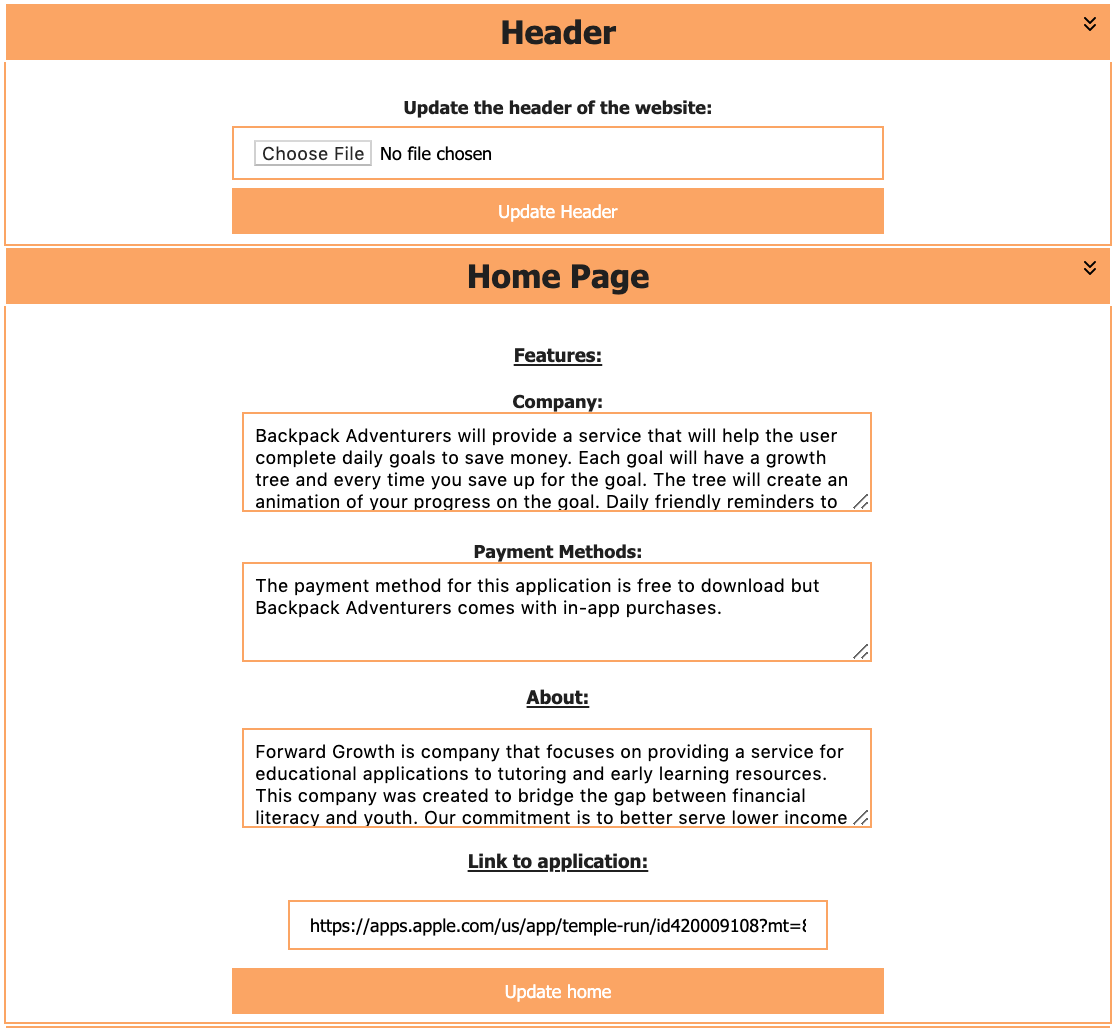 Header
Update the header of the website:
Choose File No file chosen
Update Header
Home Page
Features:
Company:
Backpack Adventurers will provide a service that will help the user
complete daily goals to save money. Each goal will have a growth
tree and every time you save up for the goal. The tree will create an
animation of your progress on the goal. Daily friendly reminders to
Payment Methods:
The payment method for this application is free to download but
Backpack Adventurers comes with in-app purchases.
About:
Forward Growth is company that focuses on providing a service for
educational applications to tutoring and early learning resources.
This company was created to bridge the gap between financial
literacy and youth. Our commitment is to better serve lower income
Link to application:
https://apps.apple.com/us/app/temple-run/id420009108?mt=8
Update home